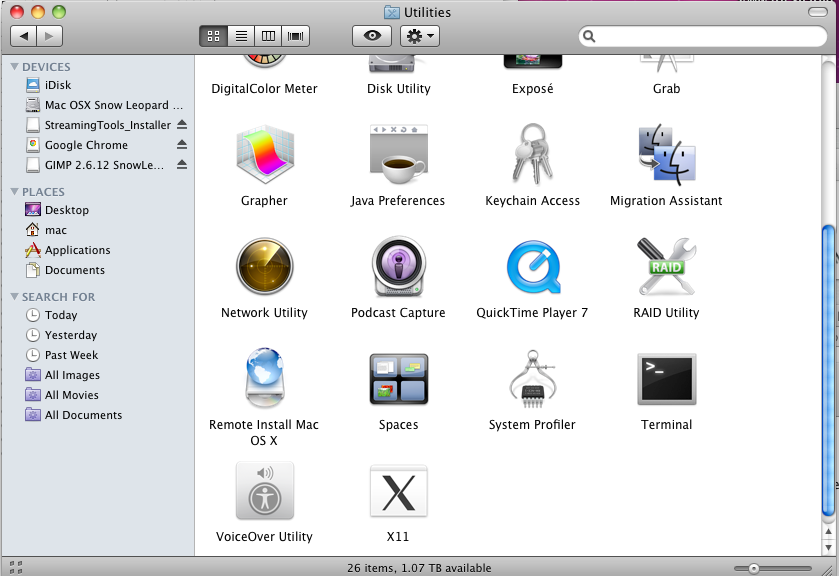 Utilities
DEVICES
iDisk
Mac OSX Snow Leopard ...
StreamingTools_Installer
Google Chrome
GIMP 2.6.12 SnowLe...
PLACES
Desktop
mac
Applications
Documents
SEARCH FOR
Today
Yesterday
Past Week
All Images
All Movies
All Documents
DigitalColor Meter
Disk Utility
Exposé
Grab
Grapher
Java Preferences
Keychain Access
Migration Assistant
Network Utility
Podcast Capture
QuickTime Player 7
RAID
RAID Utility
Remote Install Mac
OS X
Spaces
System Profiler
>_
Terminal
VoiceOver Utility
X
X11
26 items, 1.07 TB available